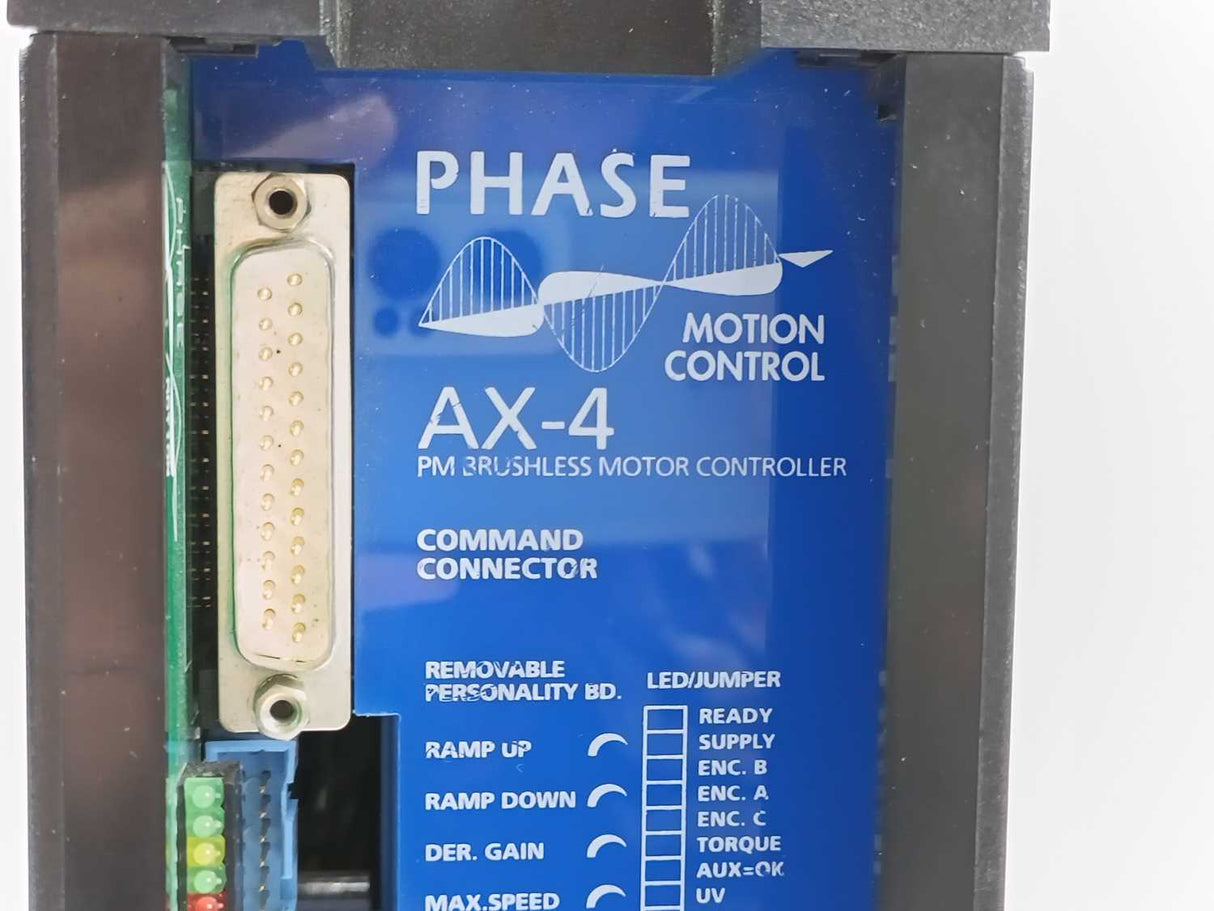 PHASE
MOTION
CONTROL
AX-4
PM BRUSHLESS MOTOR CONTROLLER
COMMAND
CONNECTOR
REMOVABLE
PERSONALITY BD.
LED/JUMPER
READY
RAMP UP
SUPPLY
ENC. B
RAMP DOWN
ENC. A
ENC. C
DER. GAIN
TORQUE
AUX=OK
MAX.SPEED
UV